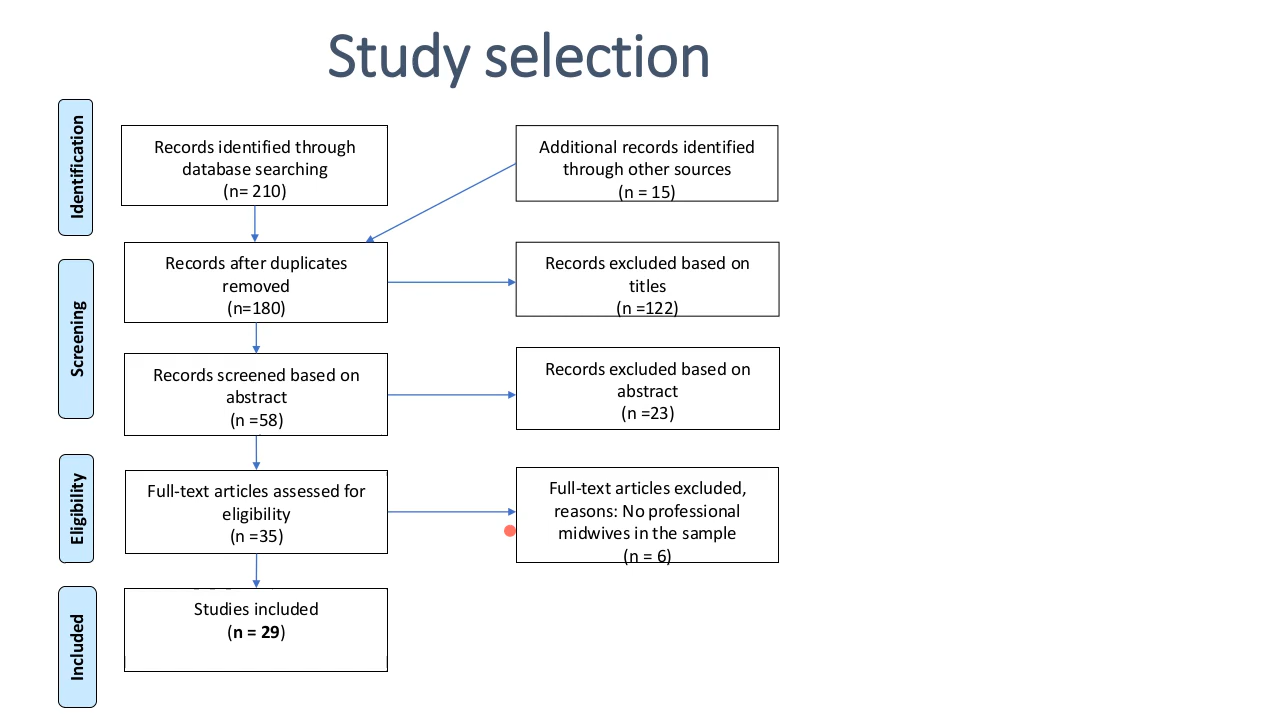 Study selection
Identification
Records identified through
database searching
(n= 210)
Additional records identified
through other sources
(n = 15)
Screening
Records after duplicates
removed
(n=180)
Records excluded based on
titles
(n =122)
Records screened based on
abstract
(n =58)
Records excluded based on
abstract
(n =23)
Eligibility
Full-text articles assessed for
eligibility
(n =35)
Full-text articles excluded,
reasons: No professional
midwives in the sample
(n = 6)
Included
Studies included
(n = 29)